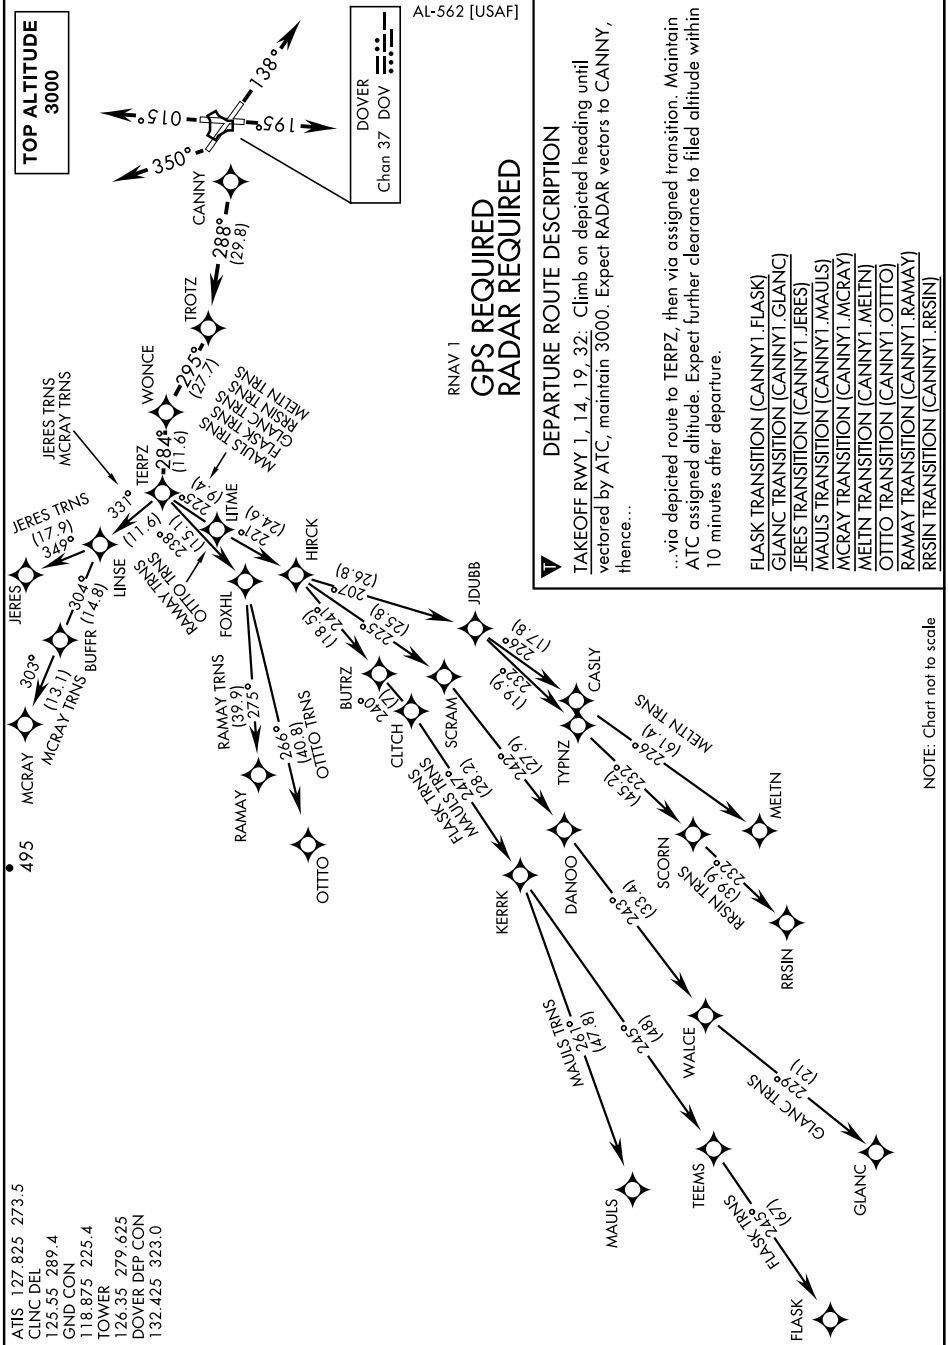 ATIS 127.825 273.5
CLNC DEL
125.55 289.4
GND CON
118.875 225.4
TOWER
126.35 279.625
DOVER DEP CON
132.425 323.0
495
TOP ALTITUDE
3000
AL-562 [USAF]
DOVER
Chan 37 DOV
138°
015°
195°
350°
CANNY
288°
(29.8)
TROTZ
295°
(27.7)
WONCE
284°
(11.6)
TERPZ
JERES TRNS
MCRAY TRNS
331°
(11.6)
LINSE
JERES TRNS
(17.9)
349°
JERES
304°
(14.8)
BUFFR
303°
(13.1)
MCRAY TRNS
MCRAY
238°
(15.1)
OTTTO TRNS
RAMAY TRNS
FOXHL
RAMAY TRNS
(39.9)
275°
RAMAY
266°
(40.8)
OTTO TRNS
OTTTO
225°
(9.4)
MAULS TRNS
FLASK TRNS
GLANC TRNS
RRSIN TRNS
MELTN TRNS
LITME
221°
(24.6)
HIRCK
241°
(18.5)
BUTRZ
240°
(7)
CLTCH
FLASK TRNS
MAULS TRNS
247°
(28.2)
KERRK
MAULS TRNS
261°
(47.8)
MAULS
245°
(48)
TEEMS
FLASK TRNS
245°
(67)
FLASK
225°
(25.8)
SCRAM
242°
(27.9)
DANOO
243°
(33.4)
WALCE
GLANC TRNS
229°
(21)
GLANC
207°
(26.8)
JDUBB
232°
(19.9)
TYPNZ
232°
(45.2)
SCORN
RRSIN TRNS
(39.9)
232°
RRSIN
226°
(17.8)
CASLY
MELTN TRNS
226°
(61.4)
MELTN
RNAV 1
GPS REQUIRED
RADAR REQUIRED
NOTE: Chart not to scale
T
DEPARTURE ROUTE DESCRIPTION
TAKEOFF RWY 1, 14, 19, 32: Climb on depicted heading until
vectored by ATC, maintain 3000. Expect RADAR vectors to CANNY,
thence...
...via depicted route to TERPZ, then via assigned transition. Maintain
ATC assigned altitude. Expect further clearance to filed altitude within
10 minutes after departure.
FLASK TRANSITION (CANNY1.FLASK)
GLANC TRANSITION (CANNY1.GLANC)
JERES TRANSITION (CANNY1.JERES)
MAULS TRANSITION (CANNY1.MAULS)
MCRAY TRANSITION (CANNY1.MCRAY)
MELTN TRANSITION (CANNY1.MELTN)
OTTTO TRANSITION (CANNY1.OTTTO)
RAMAY TRANSITION (CANNY1.RAMAY)
RRSIN TRANSITION (CANNY1.RRSIN)